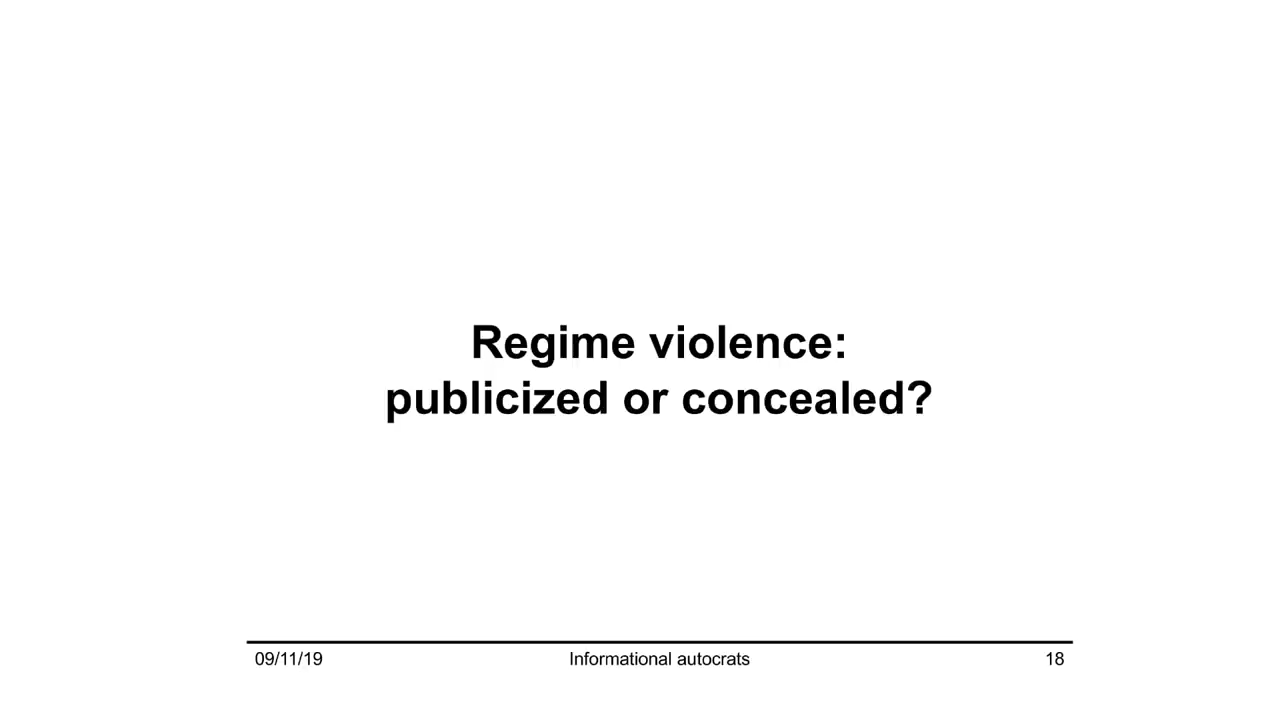 Regime violence:
publicized or concealed?
09/11/19 Informational autocrats 18